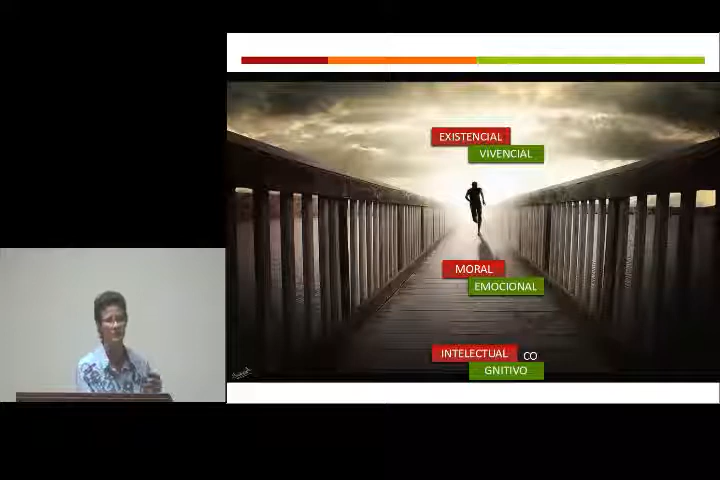 EXISTENCIAL
VIVENCIAL
MORAL
EMOCIONAL
INTELECTUAL
CO
GNITIVO